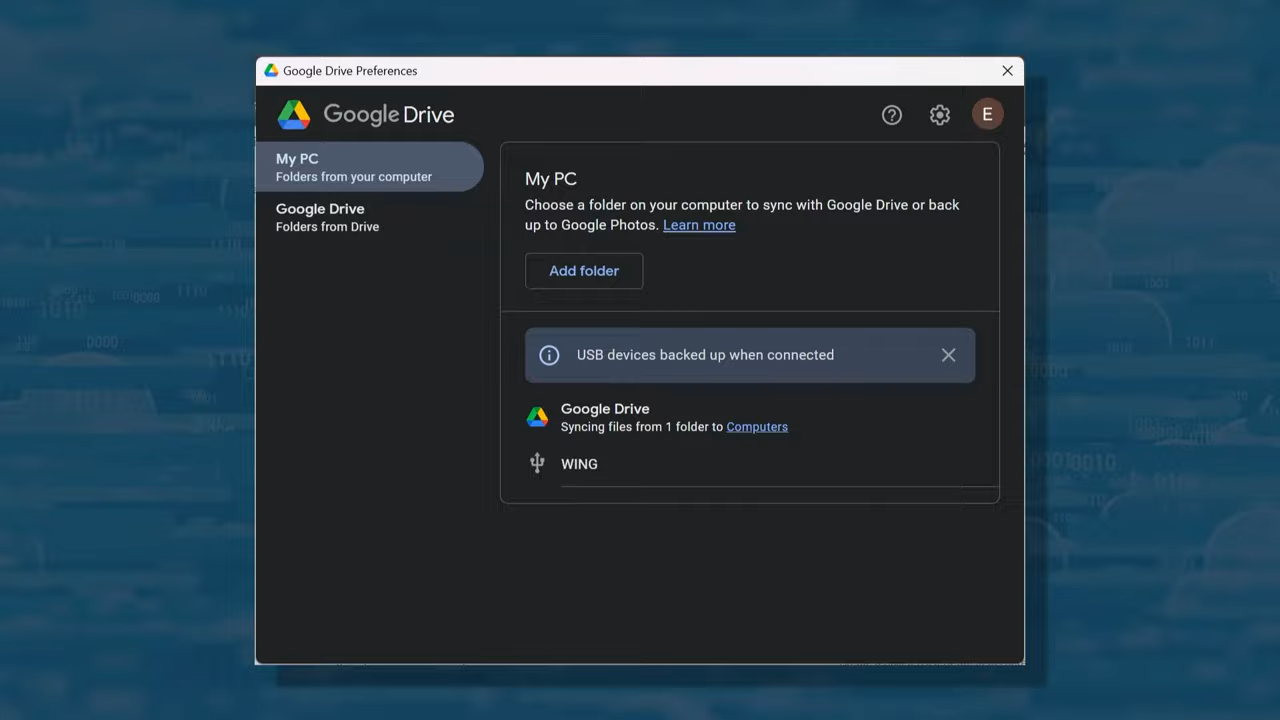 Google Drive Preferences
Google Drive
E
My PC
Folders from your computer
Google Drive
Folders from Drive
My PC
Choose a folder on your computer to sync with Google Drive or back
up to Google Photos. Learn more
Add folder
USB devices backed up when connected
Google Drive
Syncing files from 1 folder to Computers
WING